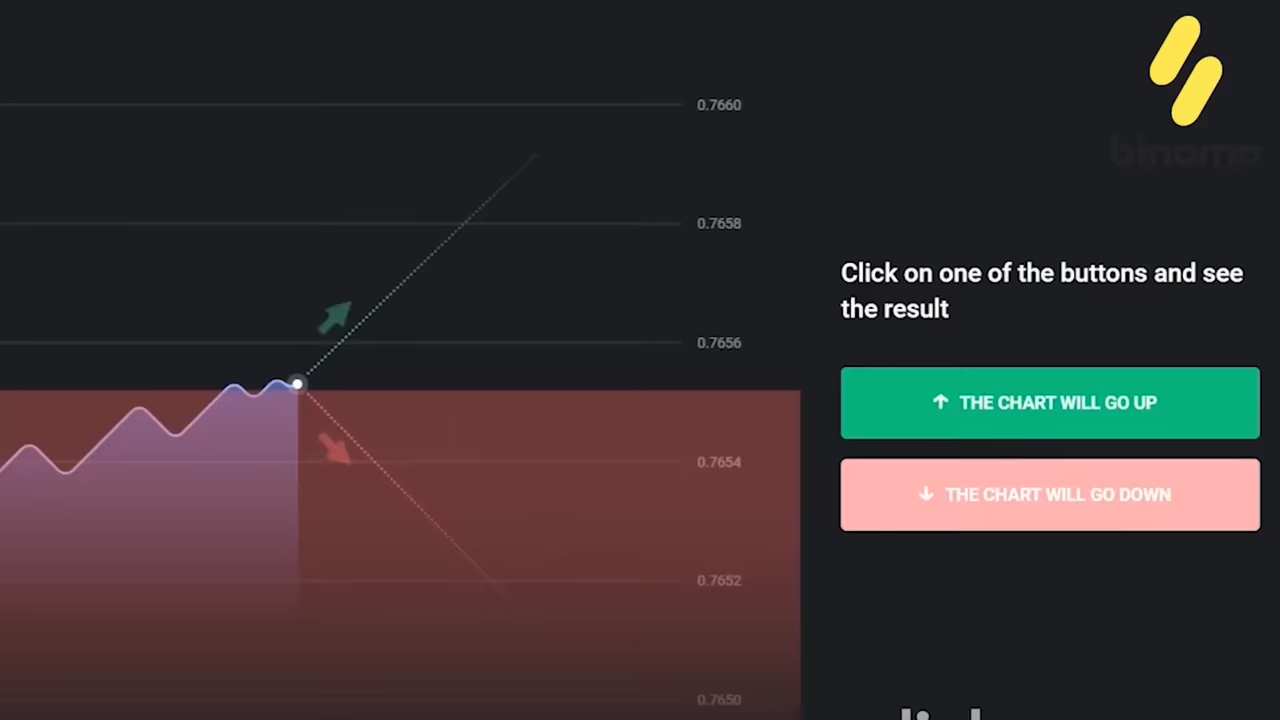 0.7660
binomo
0.7658
Click on one of the buttons and see
the result
0.7656
THE CHART WILL GO UP
0.7654
THE CHART WILL GO DOWN
0.7652
0.7650